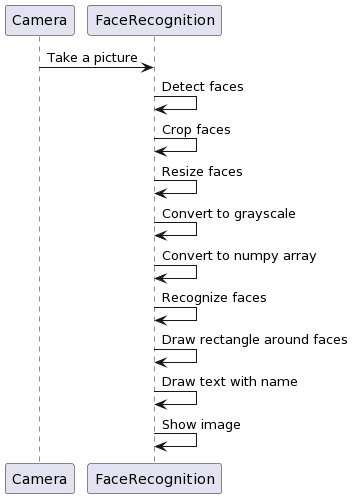 Camera
FaceRecognition
Take a picture
Detect faces
Crop faces
Resize faces
Convert to grayscale
Convert to numpy array
Recognize faces
Draw rectangle around faces
Draw text with name
Show image
Camera
FaceRecognition